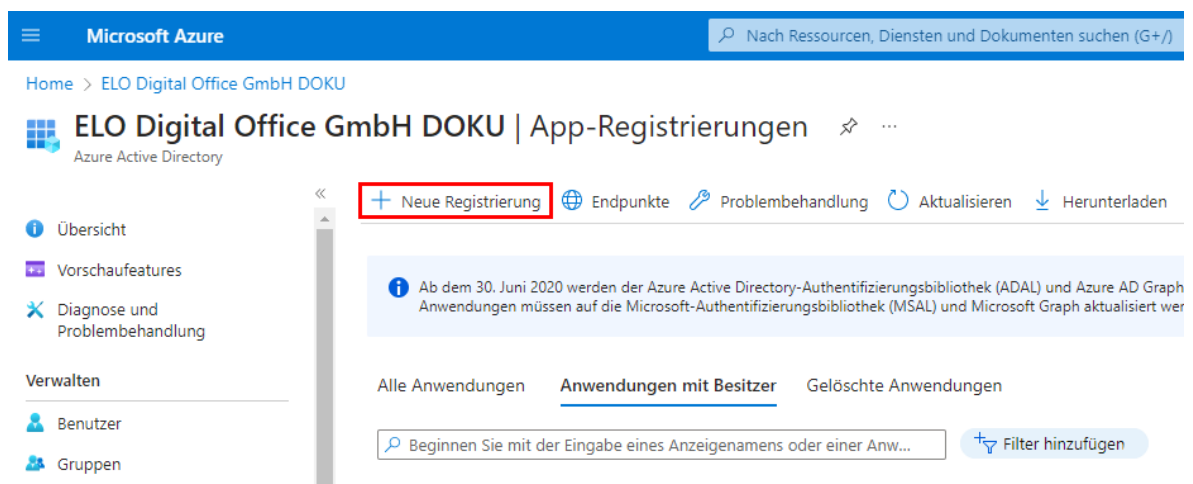 Microsoft Azure
Nach Ressourcen, Diensten und Dokumenten suchen (G+/)
Home > ELO Digital Office GmbH DOKU
ELO Digital Office GmbH DOKU | App-Registrierungen
Azure Active Directory
Neue Registrierung
Endpunkte
Problembehandlung
Aktualisieren
Herunterladen
Übersicht
Vorschaufeatures
Diagnose und
Problembehandlung
Verwalten
Benutzer
Gruppen
Ab dem 30. Juni 2020 werden der Azure Active Directory-Authentifizierungsbibliothek (ADAL) und Azure AD Graph
Anwendungen müssen auf die Microsoft-Authentifizierungsbibliothek (MSAL) und Microsoft Graph aktualisiert wer
Alle Anwendungen
Anwendungen mit Besitzer
Gelöschte Anwendungen
Beginnen Sie mit der Eingabe eines Anzeigenamens oder einer Anw...
Filter hinzufügen